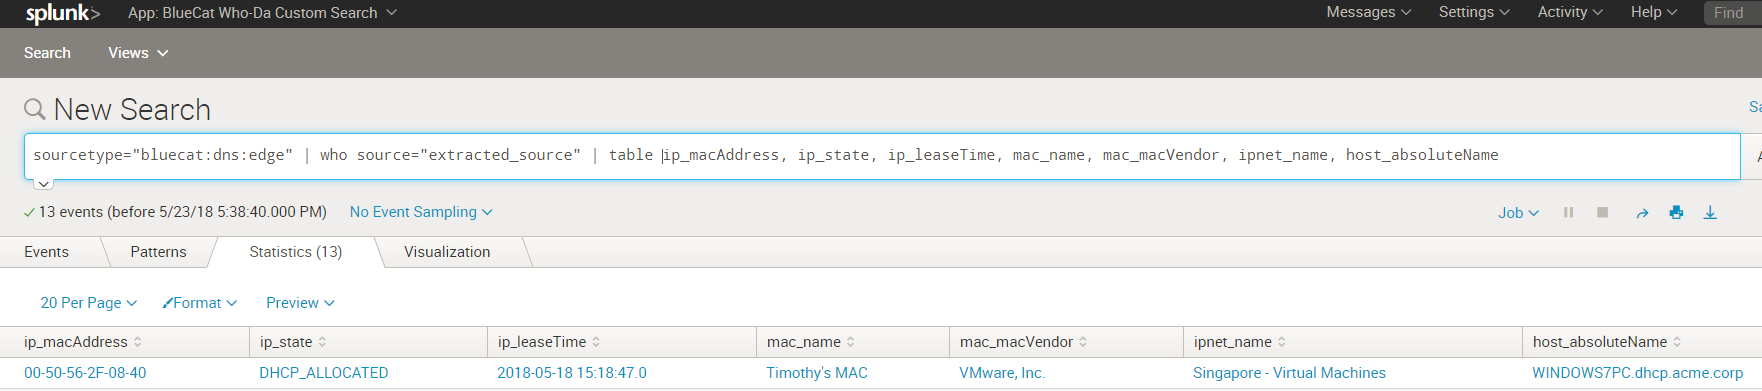 splunk> App: BlueCat Who-Da Custom Search Messages Settings Activity Help Find
Search Views
New Search
Sa
sourcetype="bluecat:dns:edge" | who source="extracted_source" | table ip_macAddress, ip_state, ip_leaseTime, mac_name, mac_macVendor, ipnet_name, host_absoluteName
13 events (before 5/23/18 5:38:40.000 PM) No Event Sampling Job
Events Patterns Statistics (13) Visualization
20 Per Page Format Preview
ip_macAddress ip_state ip_leaseTime mac_name mac_macVendor ipnet_name host_absoluteName
00-50-56-2F-08-40 DHCP_ALLOCATED 2018-05-18 15:18:47.0 Timothy's MAC VMware, Inc. Singapore - Virtual Machines WINDOWS7PC.dhcp.acme.corp